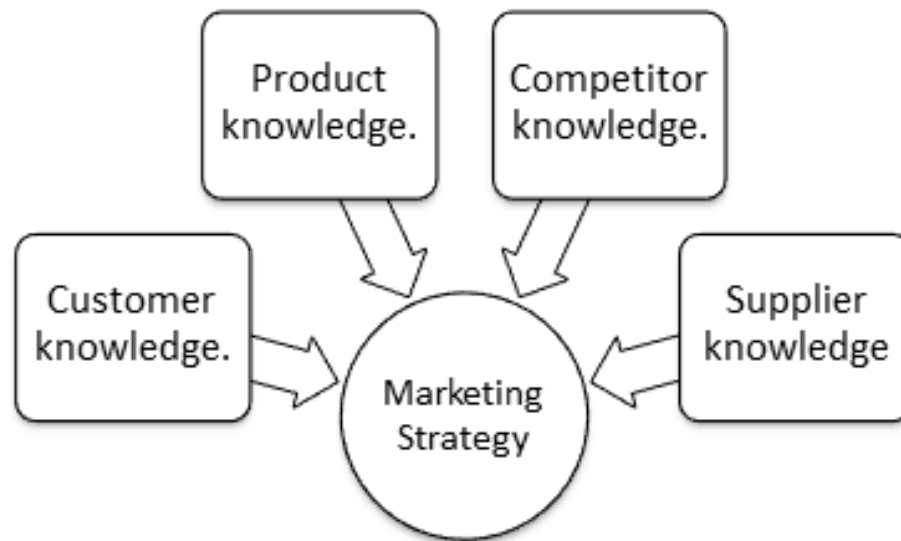 Product
knowledge.
Competitor
knowledge.
Customer
knowledge.
Supplier
knowledge
Marketing
Strategy